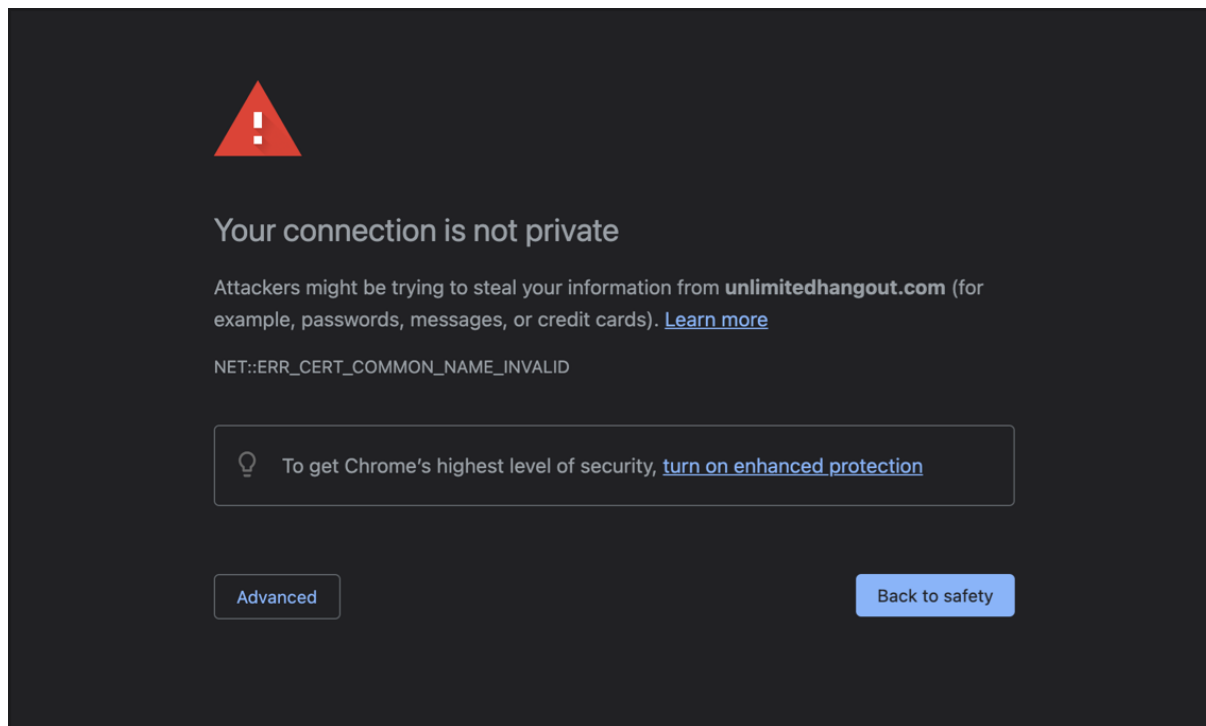 Your connection is not private
Attackers might be trying to steal your information from unlimitedhangout.com (for
example, passwords, messages, or credit cards). Learn more
NET::ERR_CERT_COMMON_NAME_INVALID
To get Chrome’s highest level of security, turn on enhanced protection
Advanced
Back to safety